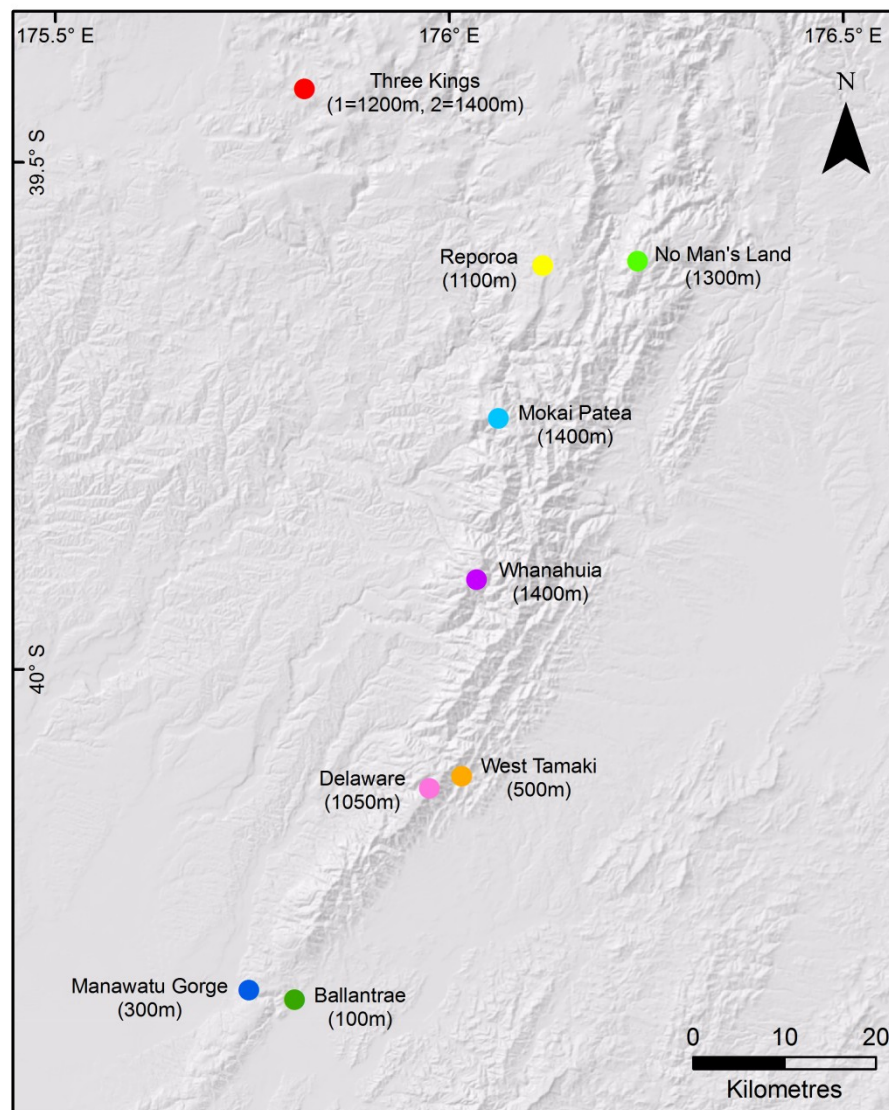 175.5° E
176° E
176.5° E
Three Kings
(1=1200m, 2=1400m)
N
39.5° S
Reporoa
(1100m)
No Man's Land
(1300m)
Mokai Patea
(1400m)
Whanahuia
(1400m)
40° S
Delaware
(1050m)
West Tamaki
(500m)
Manawatu Gorge
(300m)
Ballantrae
(100m)
0 10 20
Kilometres